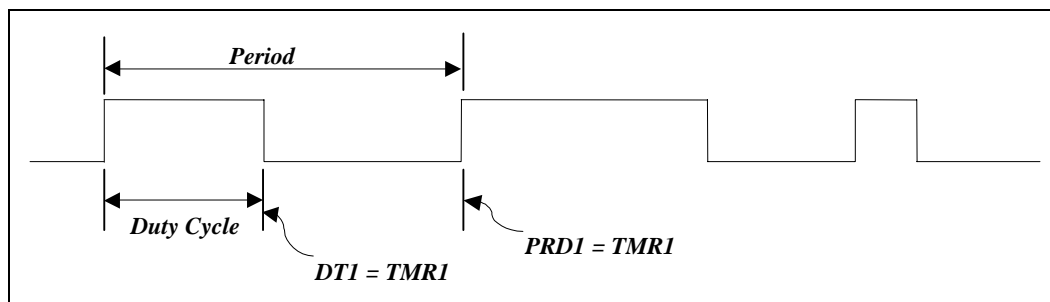 Period
Duty Cycle
DT1 = TMR1
PRD1 = TMR1